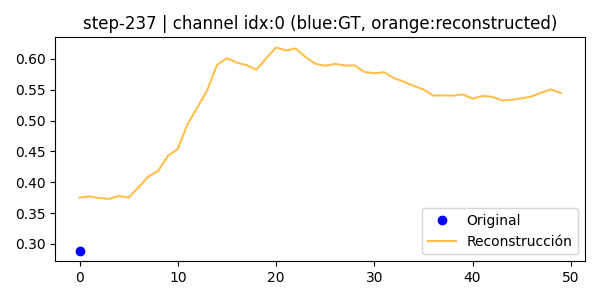 step-237 | channel idx:0 (blue:GT, orange:reconstructed)
0.60
0.55
0.50
0.45
0.40
0.35
0.30
Original
Reconstrucción
0 10 20 30 40 50